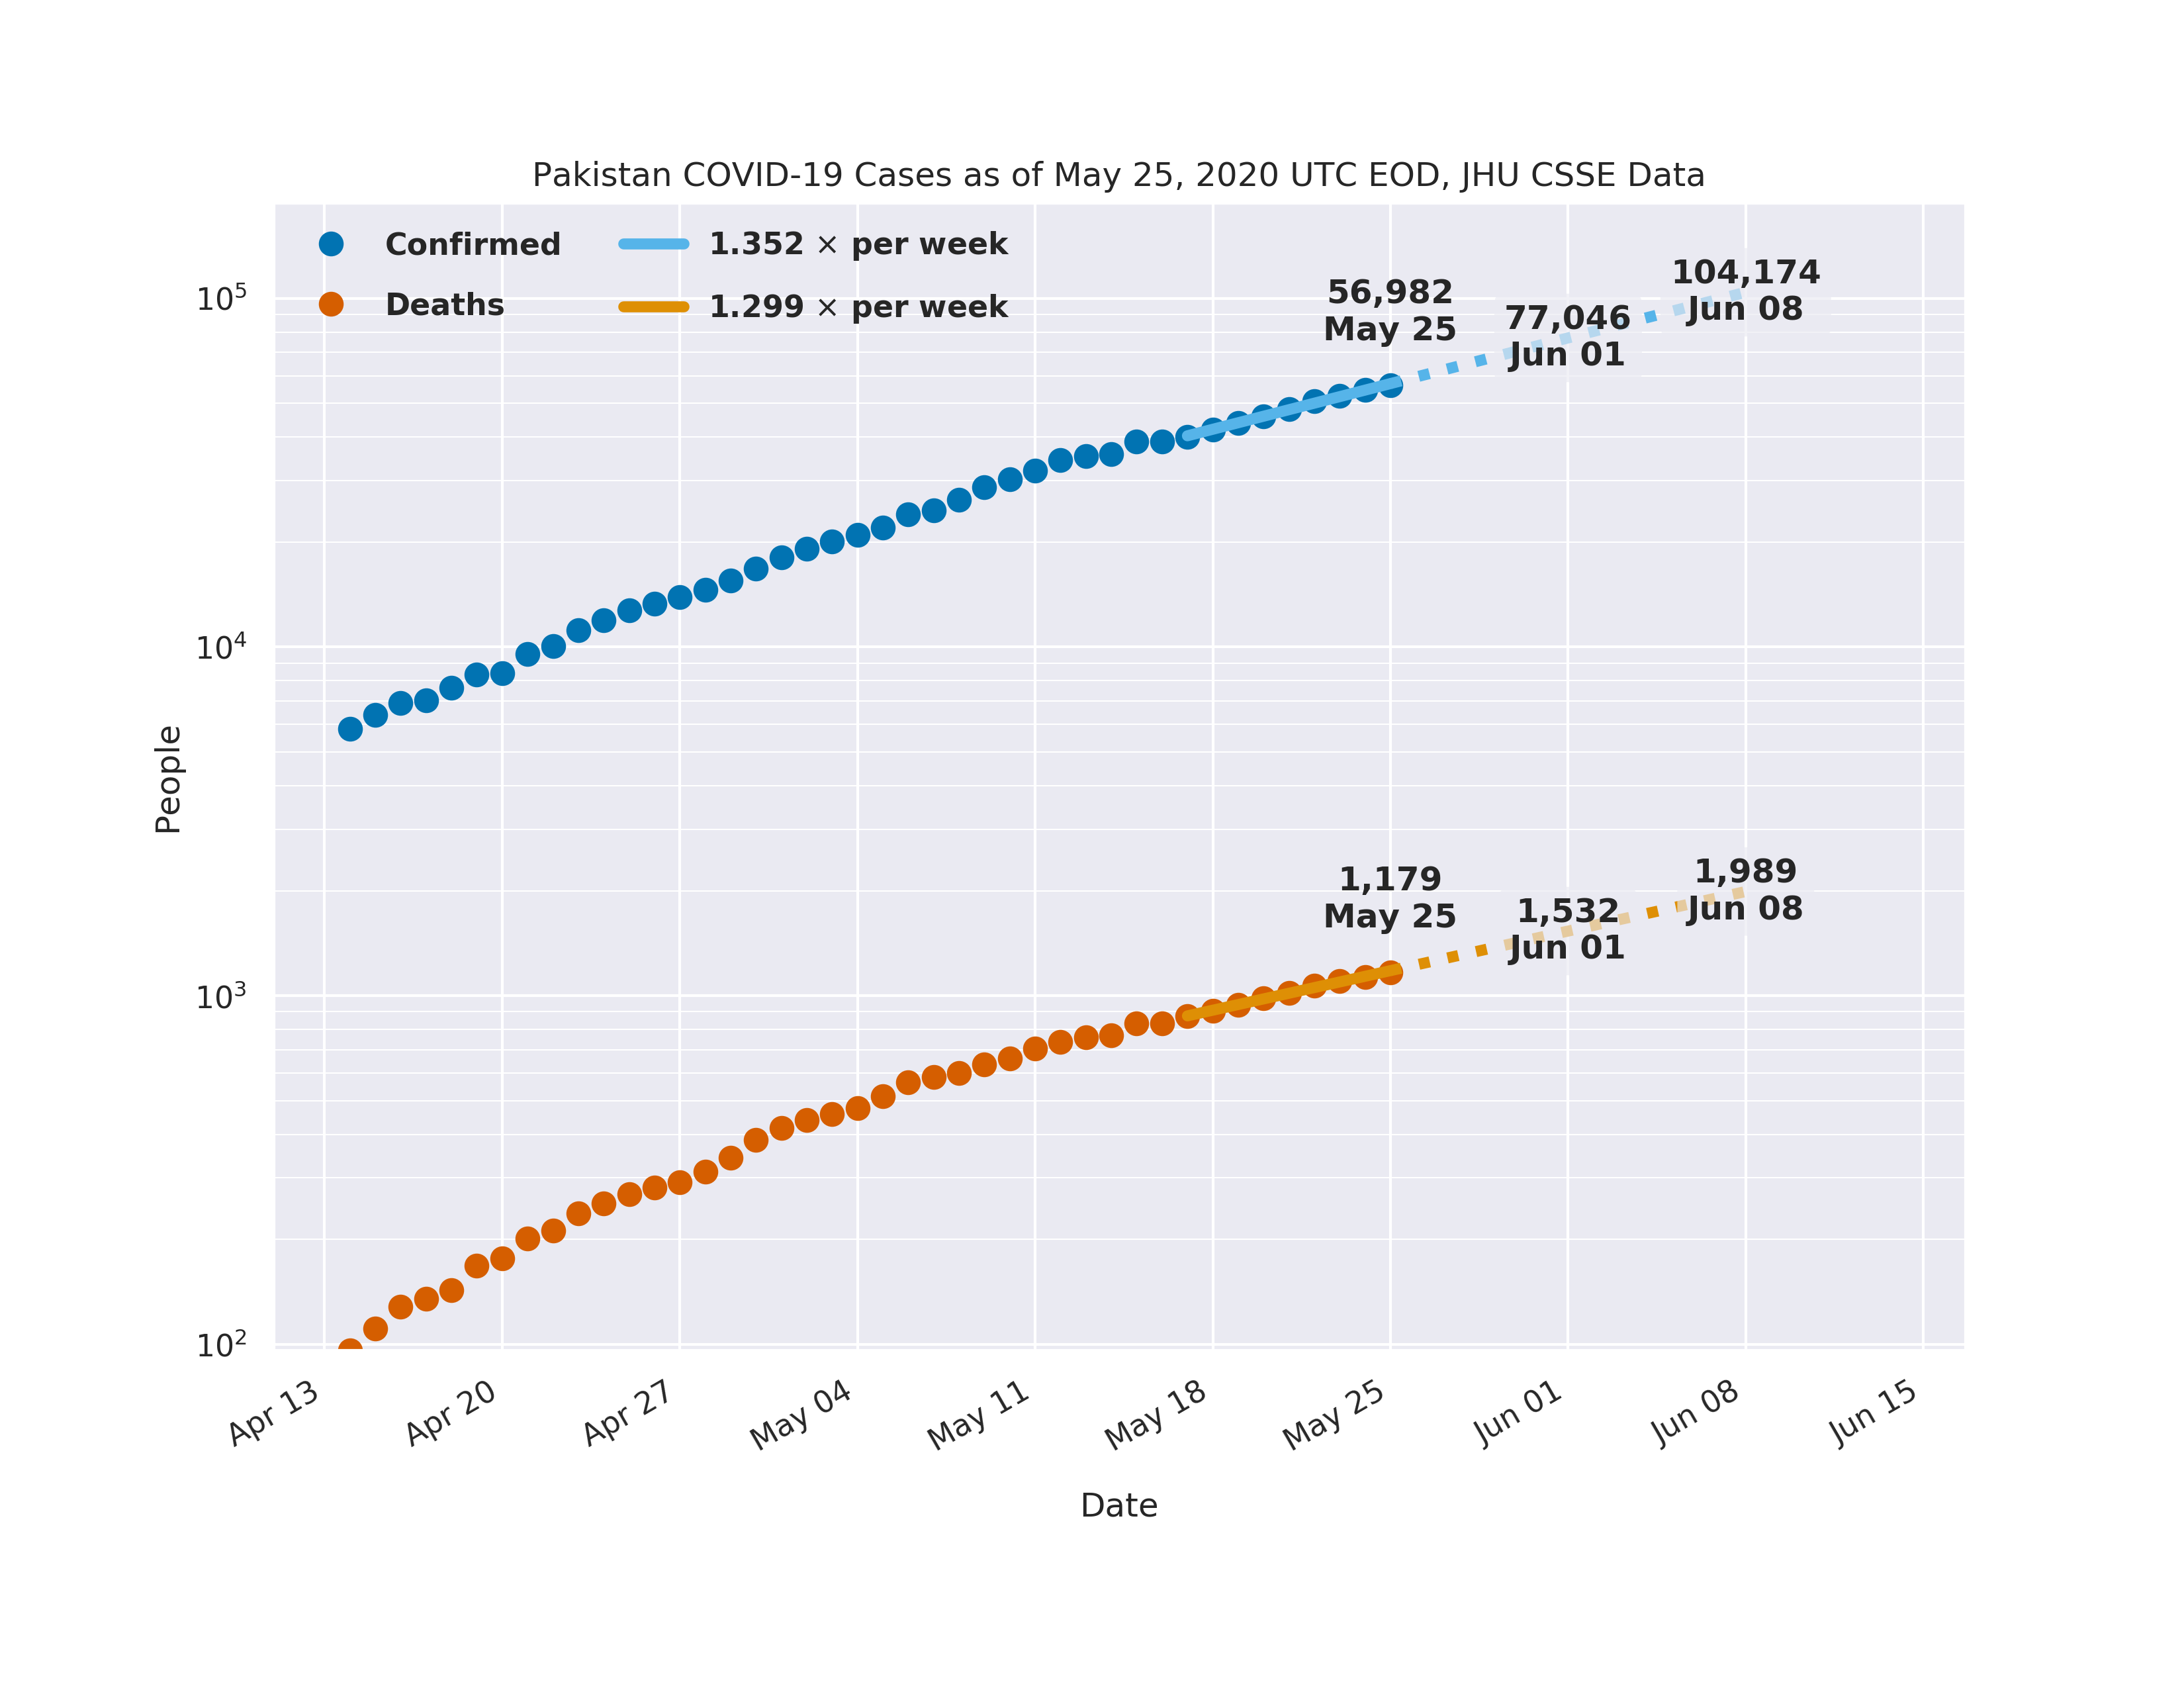 Pakistan COVID-19 Cases as of May 25, 2020 UTC EOD, JHU CSSE Data
Confirmed
Deaths
1.352 × per week
1.299 × per week
56,982
May 25
77,046
Jun 01
104,174
Jun 08
1,179
May 25
1,532
Jun 01
1,989
Jun 08
10⁵
10⁴
10³
10²
People
Apr 13
Apr 20
Apr 27
May 04
May 11
May 18
May 25
Jun 01
Jun 08
Jun 15
Date